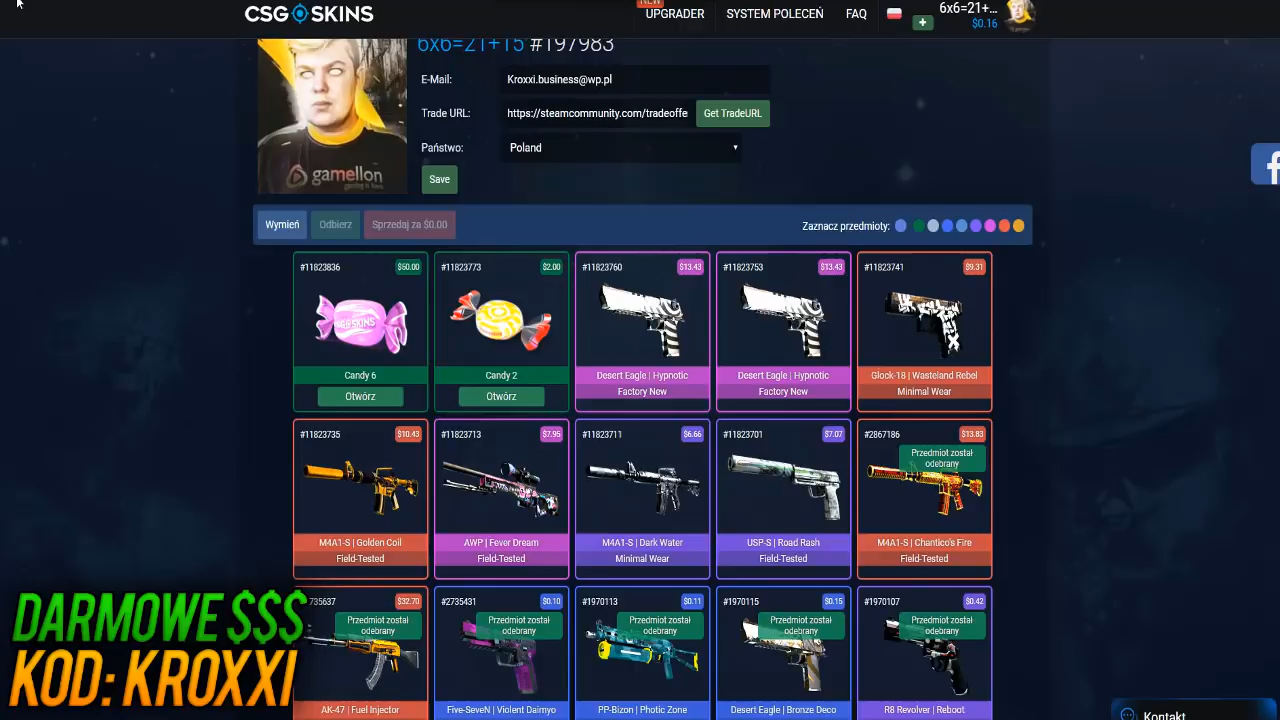 CSG SKINS
NEW
UPGRADER
SYSTEM POLECEŃ
FAQ
6x6=21+...
$0.16
6x6=21+15 #197983
E-Mail:
Kroxxi.business@wp.pl
Trade URL:
https://steamcommunity.com/tradeoffe
Get TradeURL
Państwo:
Poland
Save
gamellon
Wymień
Odbierz
Sprzedaj za $0.00
Zaznacz przedmioty:
#11823836
$50.00
CSG SKINS
Candy 6
Otwórz
#11823773
$2.00
Candy 2
Otwórz
#11823760
$13.43
Desert Eagle | Hypnotic
Factory New
#11823753
$13.43
Desert Eagle | Hypnotic
Factory New
#11823741
$9.31
Glock-18 | Wasteland Rebel
Minimal Wear
#11823735
$10.43
M4A1-S | Golden Coil
Field-Tested
#11823713
$7.95
AWP | Fever Dream
Field-Tested
#11823711
$6.66
M4A1-S | Dark Water
Minimal Wear
#11823701
$7.07
USP-S | Road Rash
Field-Tested
#2867186
$13.83
Przedmiot został
odebrany
M4A1-S | Chantico's Fire
Field-Tested
735637
$32.70
Przedmiot został
odebrany
AK-47 | Fuel Injector
#2735431
$0.10
Przedmiot został
odebrany
Five-SeveN | Violent Daimyo
#1970113
$0.11
Przedmiot został
odebrany
PP-Bizon | Photic Zone
#1970115
$0.15
Przedmiot został
odebrany
Desert Eagle | Bronze Deco
#1970107
$0.42
Przedmiot został
odebrany
R8 Revolver | Reboot
DARMOWE $$$
KOD: KROXXI
Kontakt